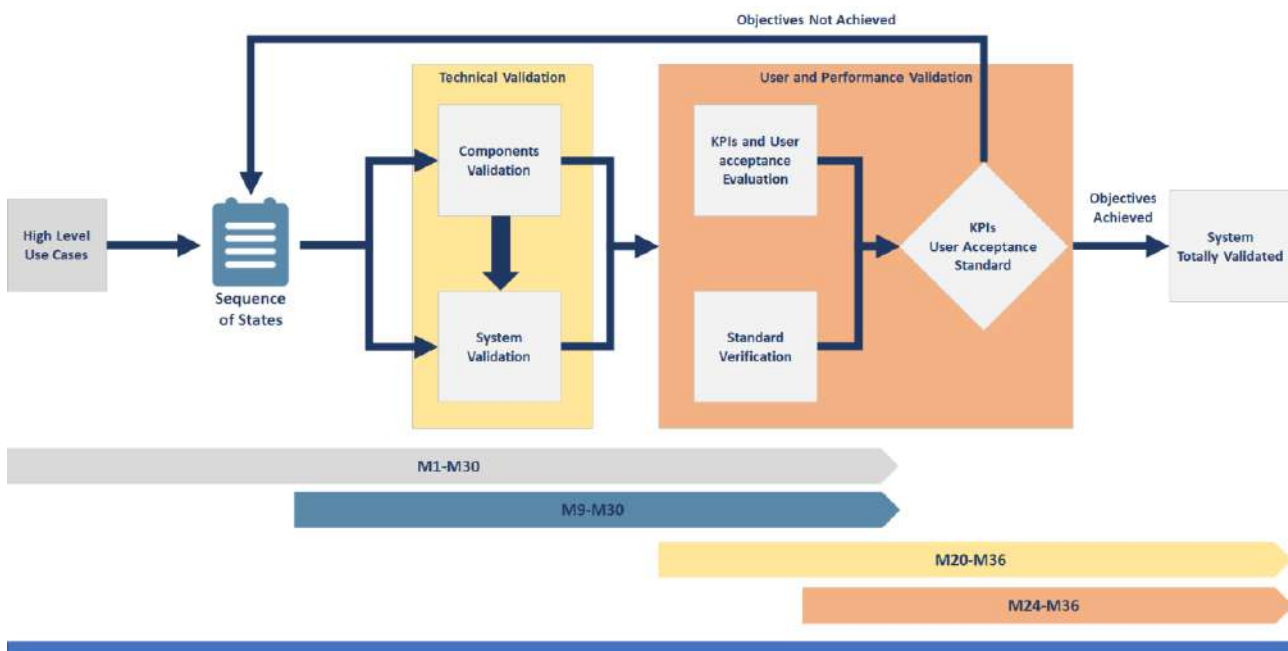 Objectives Not Achieved
Technical Validation
User and Performance Validation
Components
Validation
KPIs and User
acceptance
Evaluation
High Level
Use Cases
Sequence
of States
System
Validation
Standard
Verification
KPIs
User Acceptance
Standard
Objectives
Achieved
System
Totally Validated
M1-M30
M9-M30
M20-M36
M24-M36